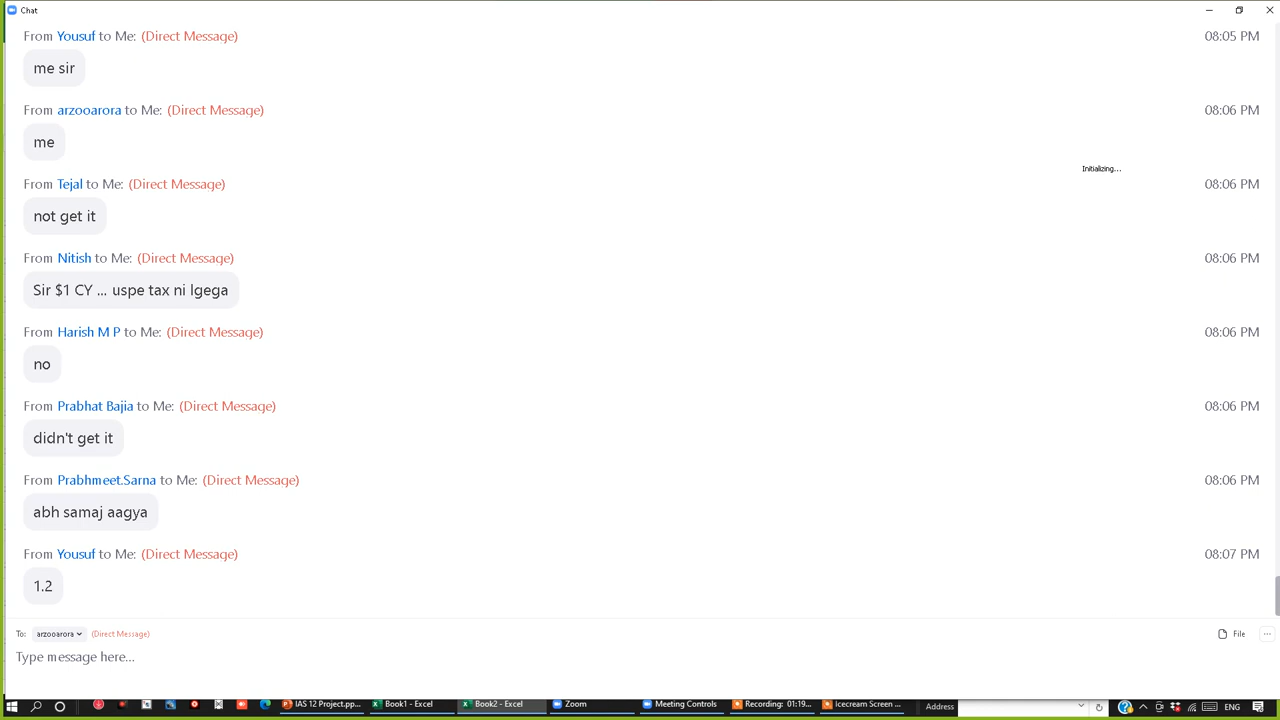 Chat
From Yousuf to Me: (Direct Message) 08:05 PM
me sir
From arzooarora to Me: (Direct Message) 08:06 PM
me
Initializing...
From Tejal to Me: (Direct Message) 08:06 PM
not get it
From Nitish to Me: (Direct Message) 08:06 PM
Sir $1 CY ... uspe tax ni lgega
From Harish M P to Me: (Direct Message) 08:06 PM
no
From Prabhat Bajia to Me: (Direct Message) 08:06 PM
didn't get it
From Prabhmeet.Sarna to Me: (Direct Message) 08:06 PM
abh samaj aagya
From Yousuf to Me: (Direct Message) 08:07 PM
1.2
To: arzooarora (Direct Message) File
Type message here...
IAS 12 Project.pp... Book1 - Excel Book2 - Excel Zoom Meeting Controls Recording: 01:19... Icecream Screen ... Address ENG